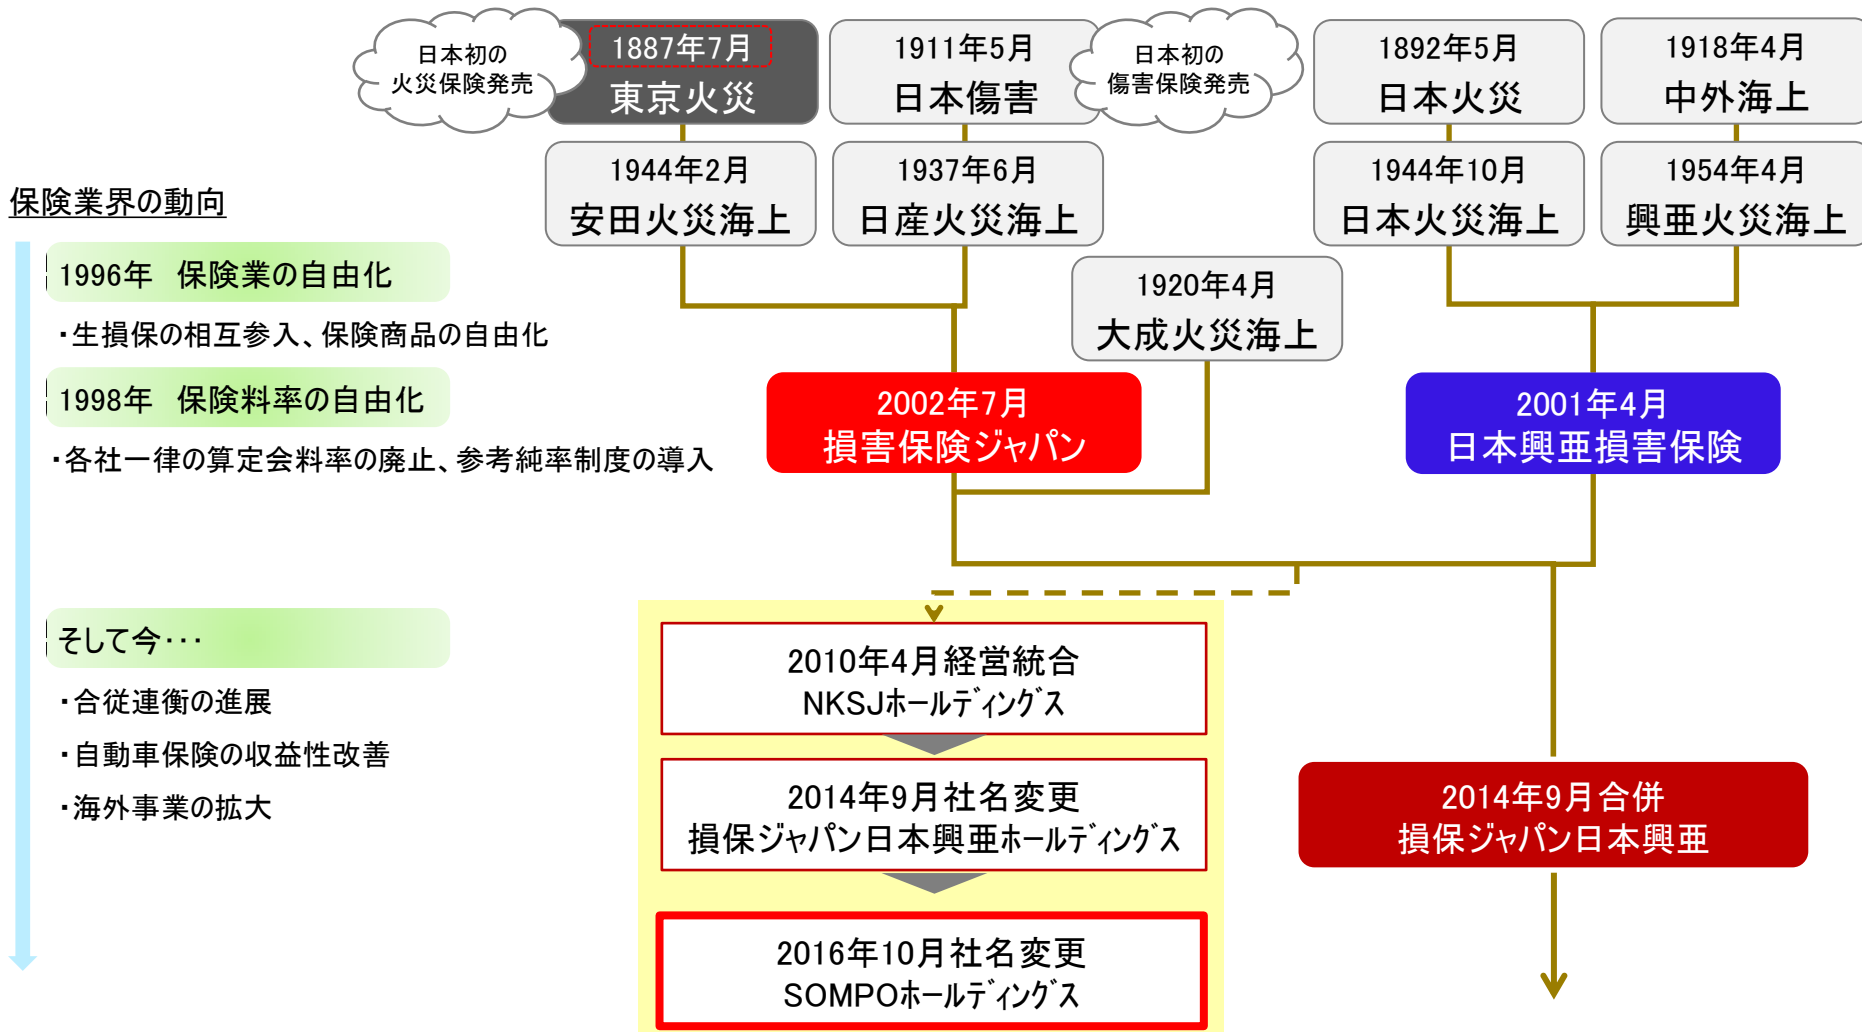 日本初の
火災保険発売
1887年7月
東京火災
1911年5月
日本傷害
日本初の
傷害保険発売
1892年5月
日本火災
1918年4月
中外海上
1944年2月
安田火災海上
1937年6月
日産火災海上
1944年10月
日本火災海上
1954年4月
興亜火災海上
保険業界の動向
1996年 保険業の自由化
・生損保の相互参入、保険商品の自由化
1998年 保険料率の自由化
・各社一律の算定会料率の廃止、参考純率制度の導入
1920年4月
大成火災海上
2002年7月
損害保険ジャパン
2001年4月
日本興亜損害保険
そして今・・・
・合従連衡の進展
・自動車保険の収益性改善
・海外事業の拡大
2010年4月経営統合
NKSJホールディングス
2014年9月社名変更
損保ジャパン日本興亜ホールディングス
2016年10月社名変更
SOMPOホールディングス
2014年9月合併
損保ジャパン日本興亜